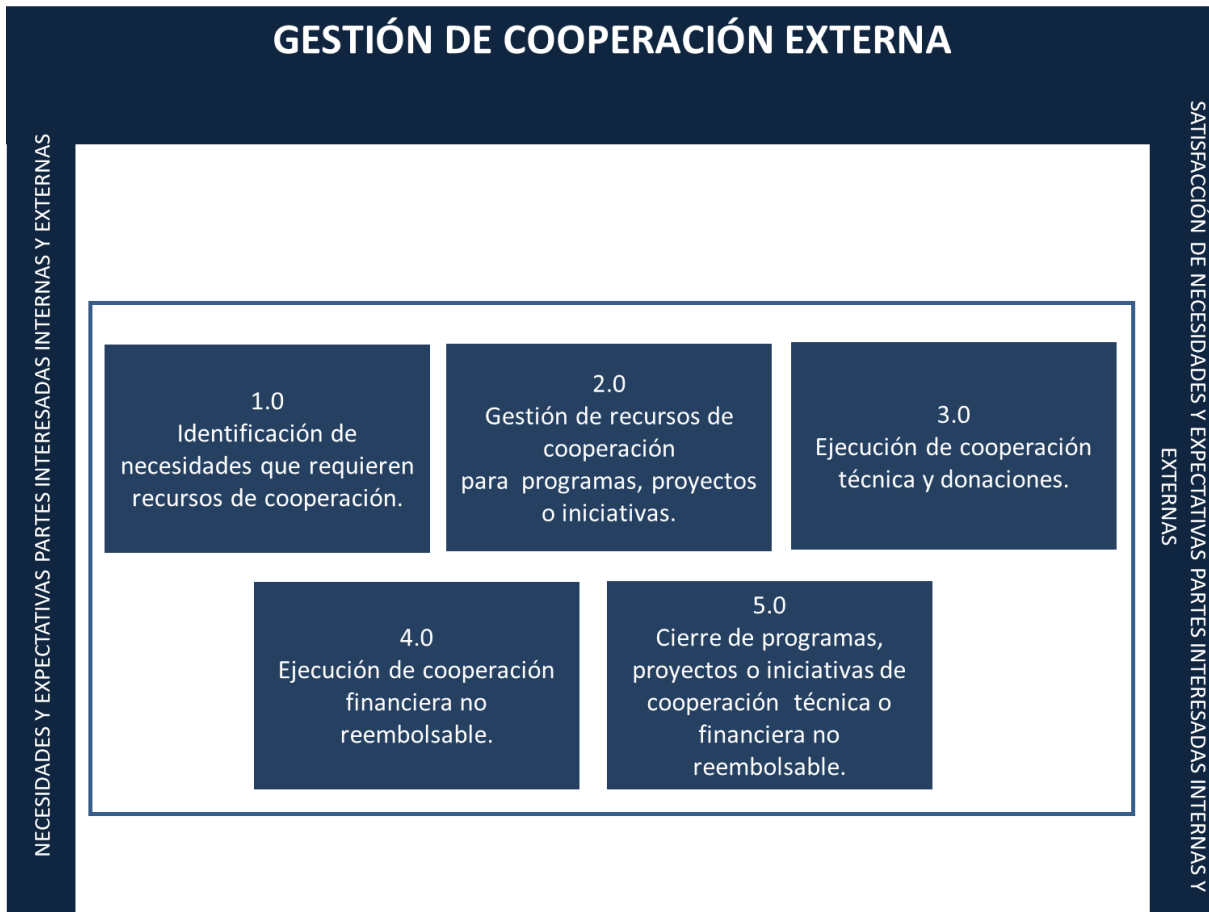 GESTIÓN DE COOPERACIÓN EXTERNA
NECESIDADES Y EXPECTATIVAS PARTES INTERESADAS INTERNAS Y EXTERNAS
1.0
Identificación de
necesidades que requieren
recursos de cooperación.
2.0
Gestión de recursos de
cooperación
para programas, proyectos
o iniciativas.
3.0
Ejecución de cooperación
técnica y donaciones.
4.0
Ejecución de cooperación
financiera no
reembolsable.
5.0
Cierre de programas,
proyectos o iniciativas de
cooperación técnica o
financiera no
reembolsable.
SATISFACCIÓN DE NECESIDADES Y EXPECTATIVAS PARTES INTERESADAS INTERNAS Y
EXTERNAS